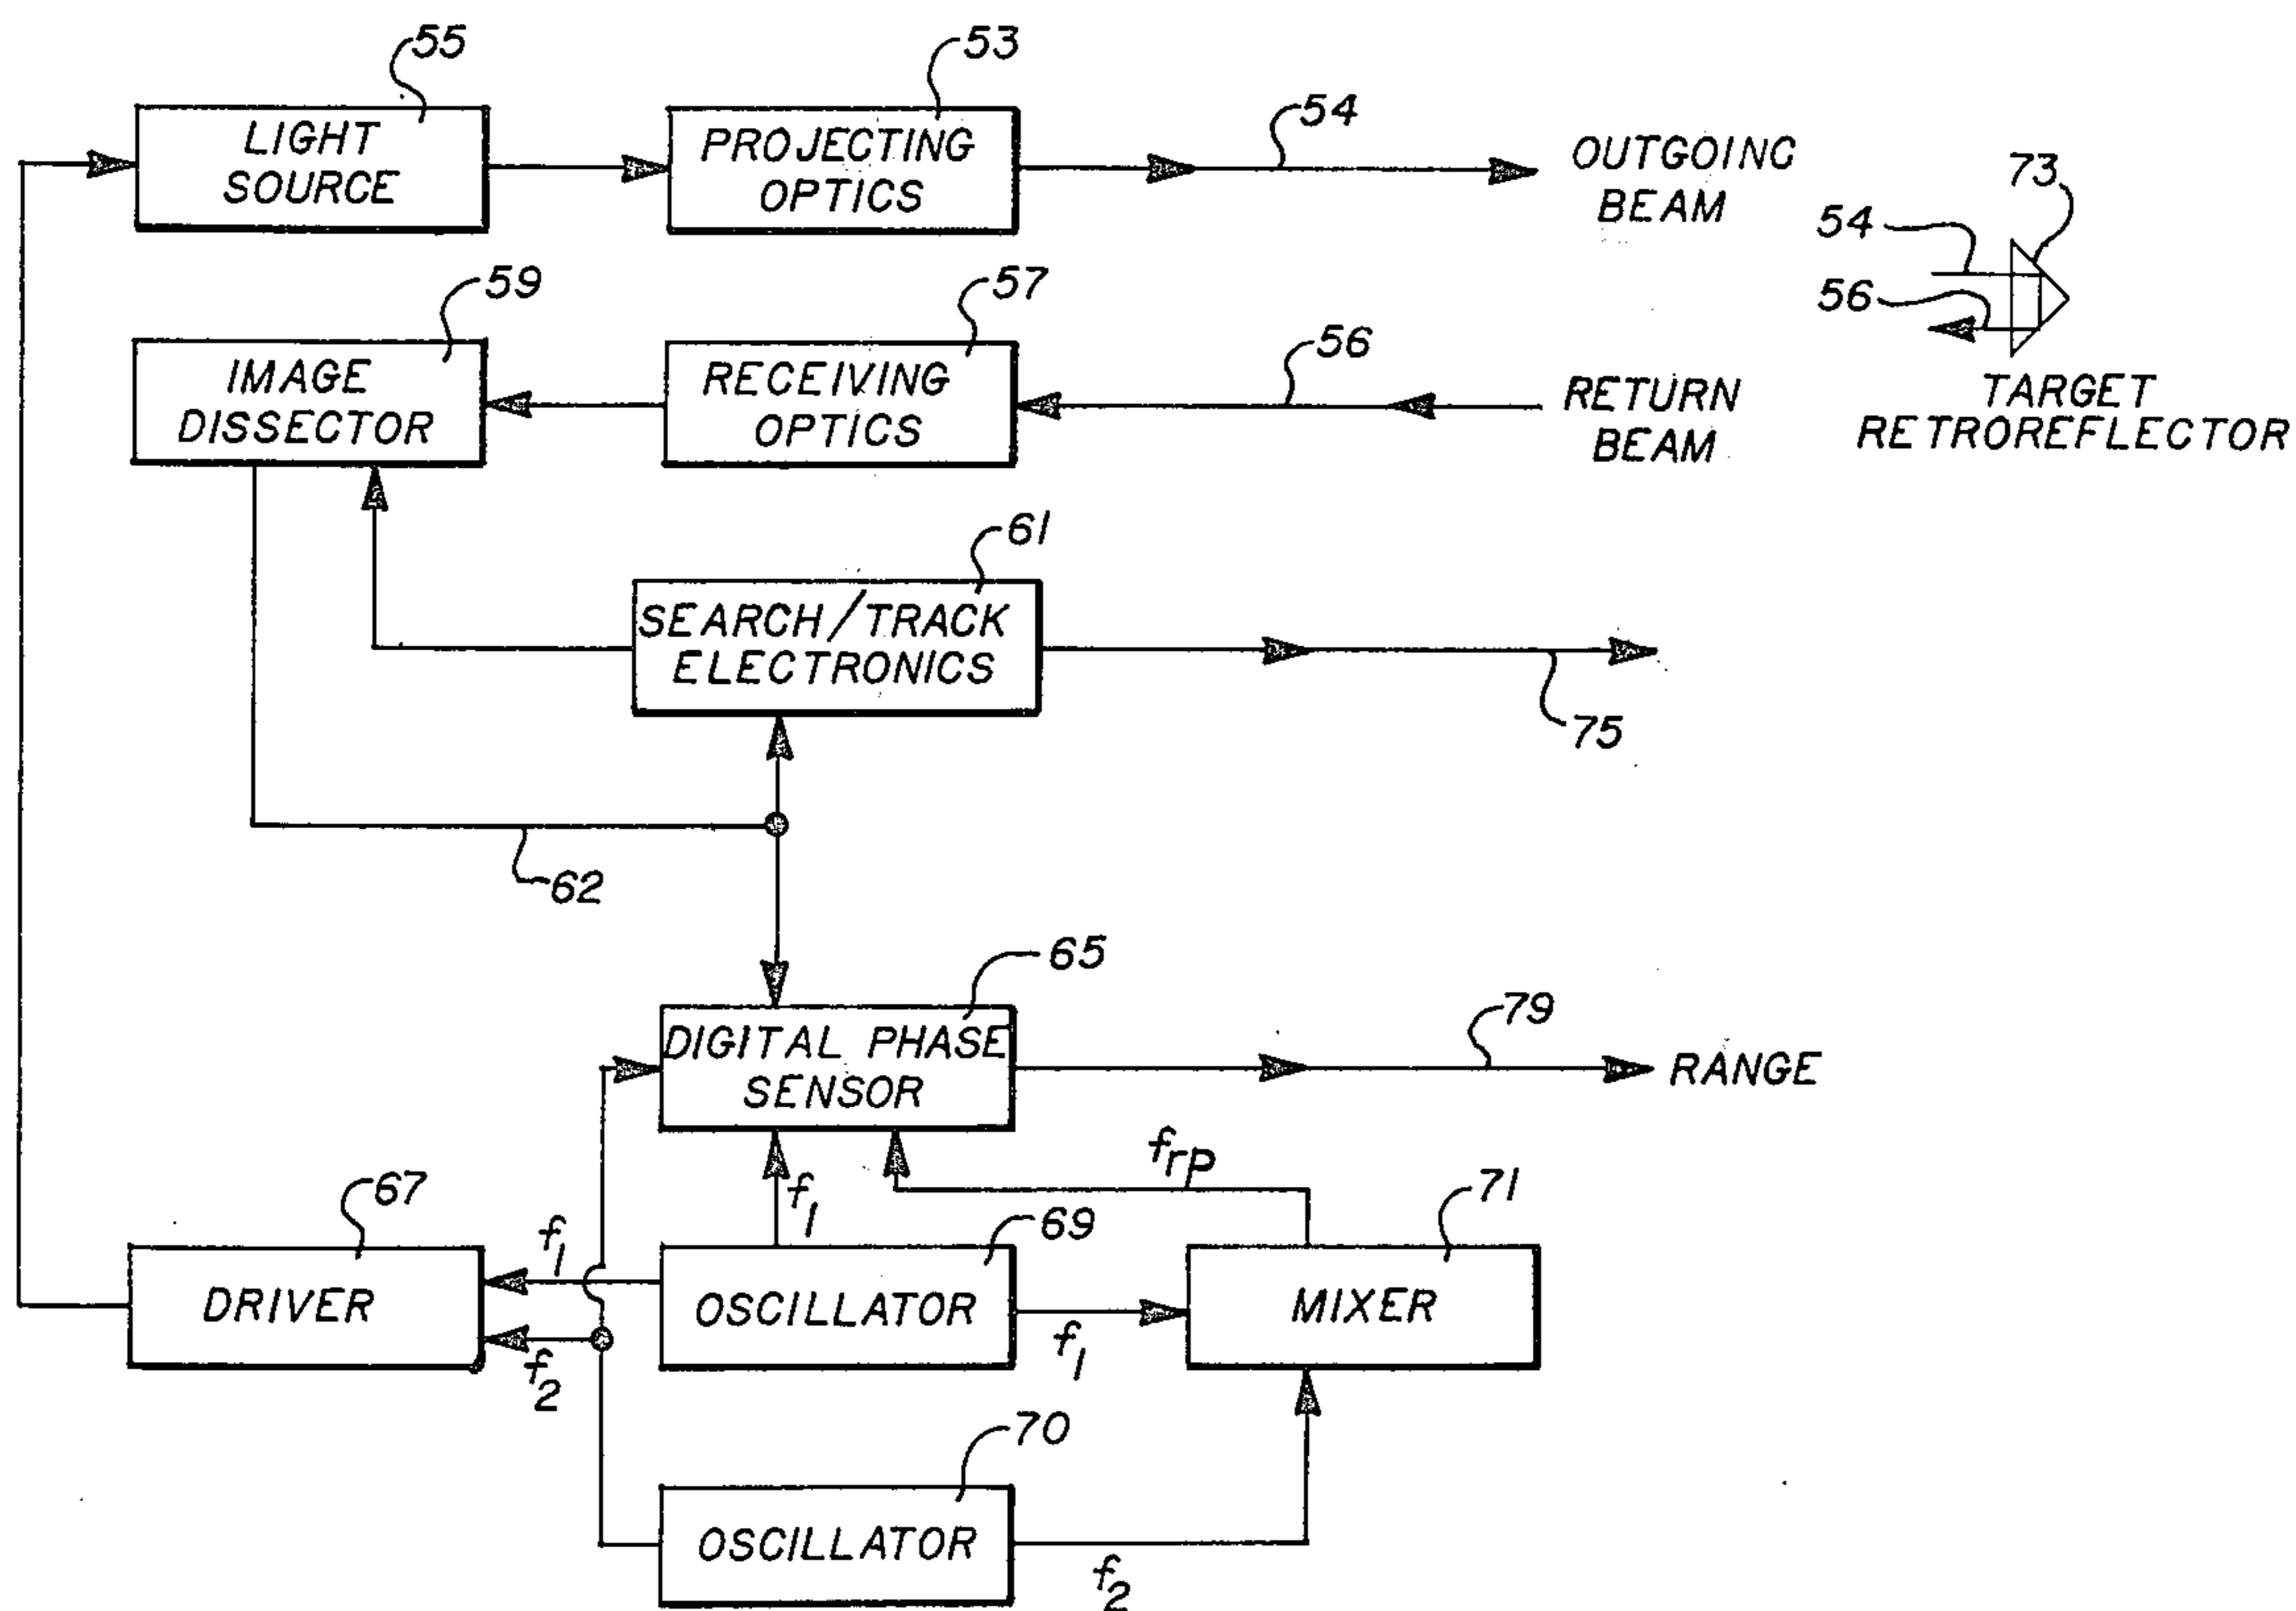 55
53
54
LIGHT
SOURCE
PROJECTING
OPTICS
OUTGOING
BEAM
73
54
56
59
57
56
IMAGE
DISSECTOR
RECEIVING
OPTICS
RETURN
BEAM
TARGET
RETROREFLECTOR
61
SEARCH/TRACK
ELECTRONICS
75
62
65
79
DIGITAL PHASE
SENSOR
RANGE
67
f1
f1
frp
69
71
DRIVER
OSCILLATOR
MIXER
f2
f1
70
OSCILLATOR
f2